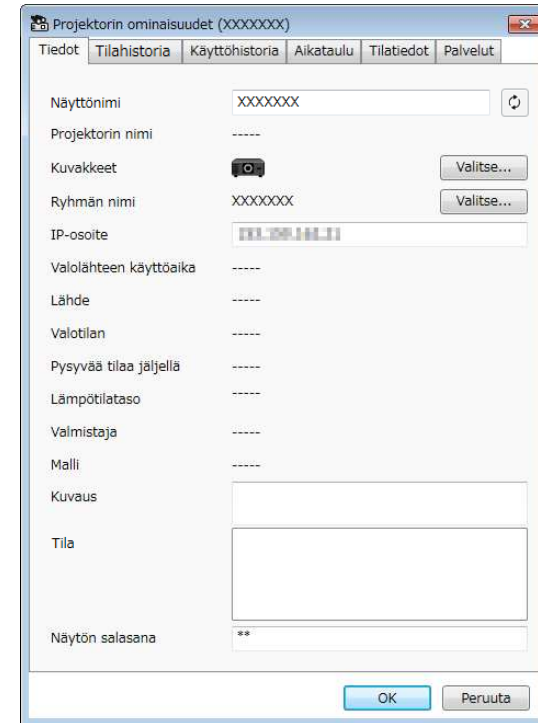 Projektorin ominaisuudet (XXXXXXX)
Tiedot Tilahistoria Käyttöhistoria Aikataulu Tilatiedot Palvelut
Näyttönimi XXXXXXX
Projektorin nimi -----
Kuvakkeet Valitse...
Ryhmän nimi XXXXXXX Valitse...
IP-osoite
Valolähteen käyttöaika -----
Lähde -----
Valotilan -----
Pysyvää tilaa jäljellä -----
Lämpötilataso -----
Valmistaja -----
Malli -----
Kuvaus
Tila
Näytön salasana **
OK Peruuta